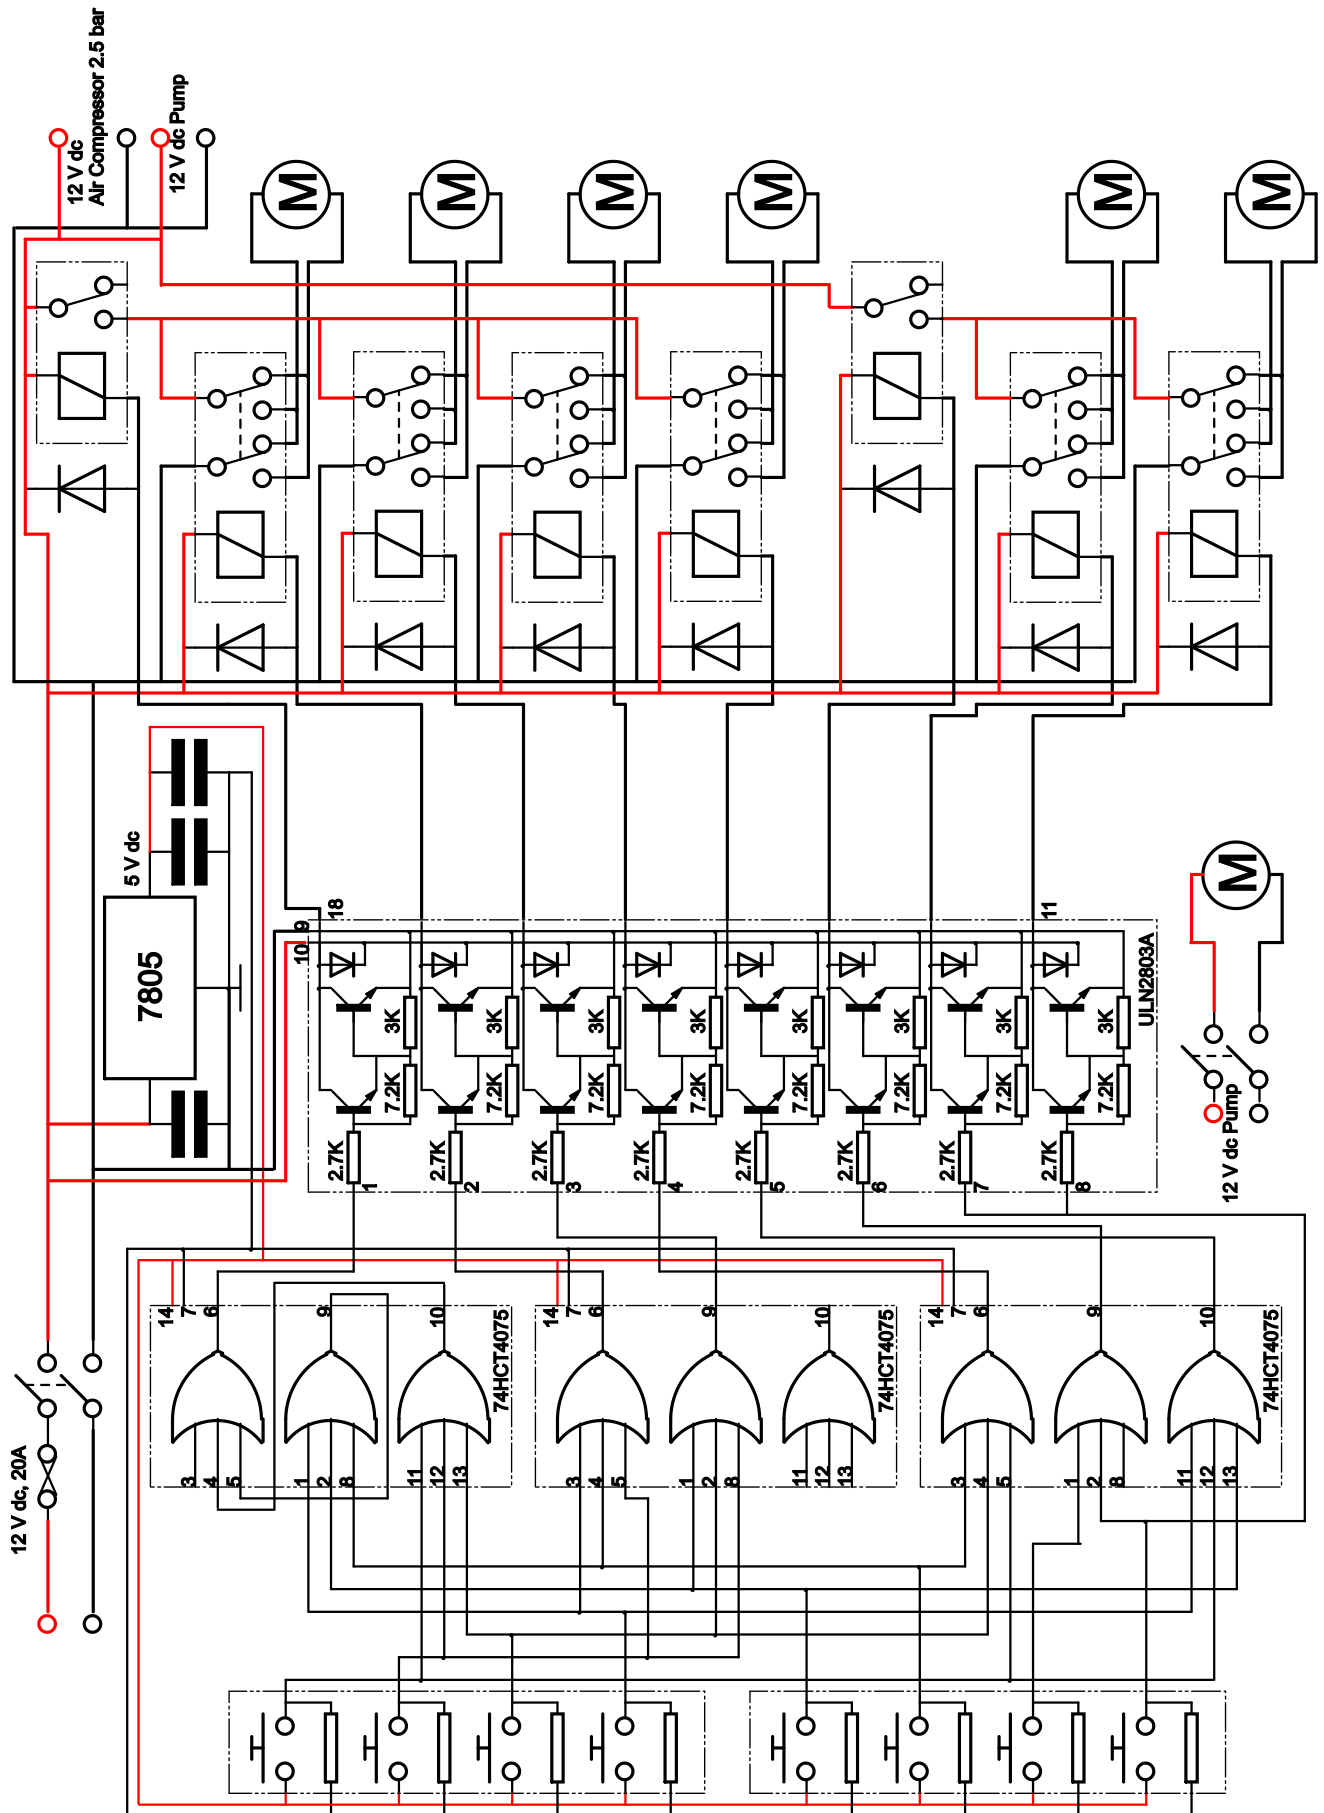 12 V dc
Air Compressor 2.5 bar
12 V dc Pump
M
M
M
M
M
M
5 V dc
7805
12 V dc, 20A
18
9
10
11
ULN2803A
3K
3K
3K
3K
3K
3K
3K
3K
7.2K
7.2K
7.2K
7.2K
7.2K
7.2K
7.2K
7.2K
2.7K
2.7K
2.7K
2.7K
2.7K
2.7K
2.7K
2.7K
1
2
3
4
5
6
7
8
M
12 V dc Pump
14
7
6
9
10
74HCT4075
3
4
5
1
2
8
11
12
13
14
7
6
9
10
74HCT4075
3
4
5
1
2
8
11
12
13
14
7
6
9
10
74HCT4075
3
4
5
1
2
8
11
12
13